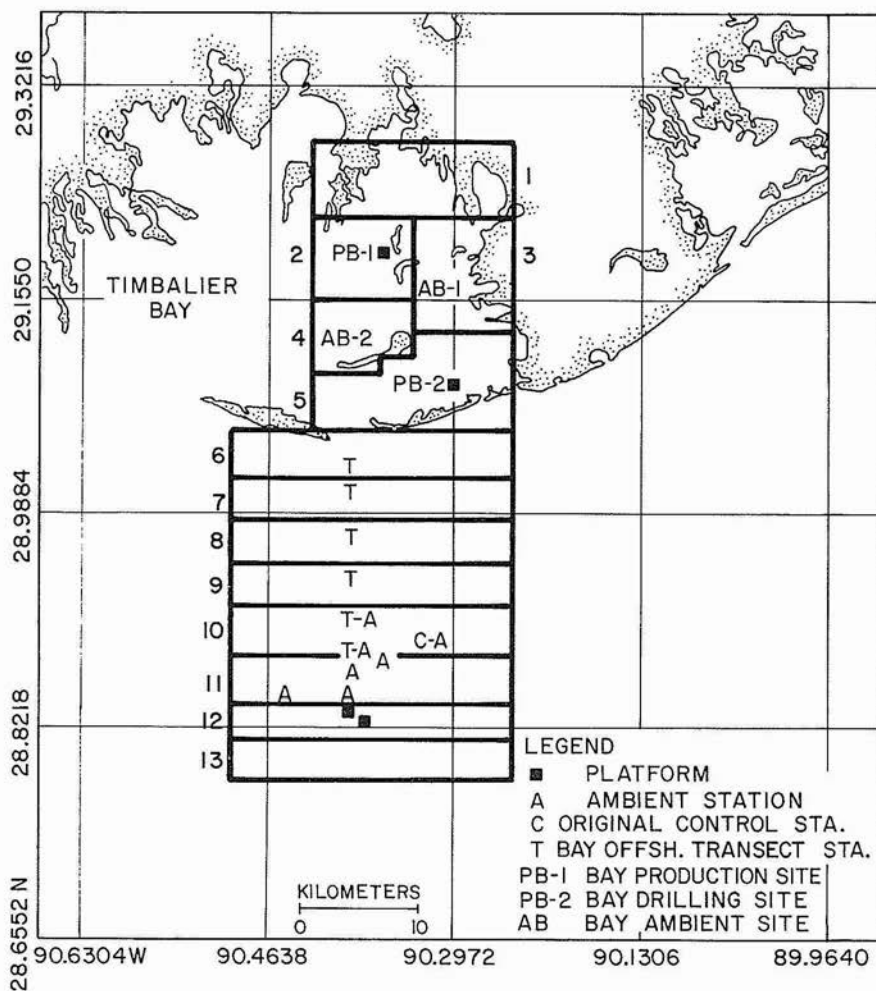 29.3216
1
2
PB-1
3
29.1550
TIMBALIER
BAY
AB-1
4
AB-2
PB-2
5
6
T
7
T
28.9884
8
T
9
T
10
T-A
C-A
T-A
A
A
11
A
A
12
28.8218
13
LEGEND
PLATFORM
A AMBIENT STATION
C ORIGINAL CONTROL STA.
T BAY OFFSH. TRANSECT STA.
PB-1 BAY PRODUCTION SITE
PB-2 BAY DRILLING SITE
AB BAY AMBIENT SITE
KILOMETERS
0 10
28.6552 N
90.6304W 90.4638 90.2972 90.1306 89.9640